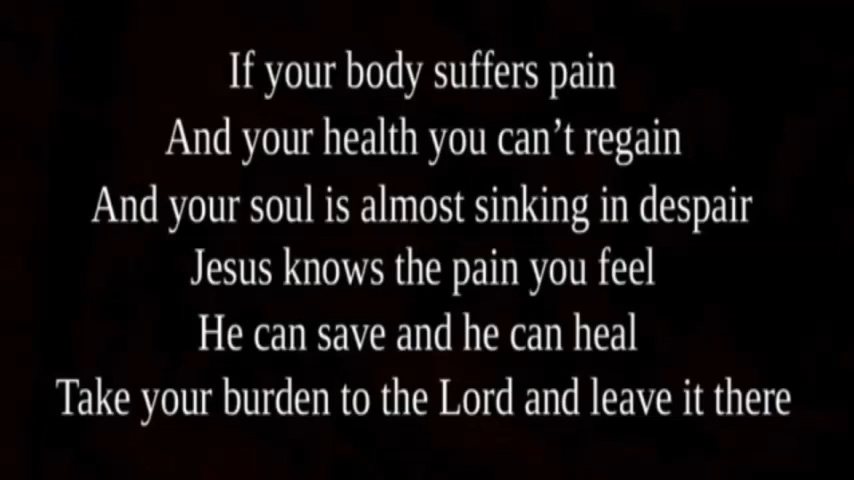 If your body suffers pain
And your health you can’t regain
And your soul is almost sinking in despair
Jesus knows the pain you feel
He can save and he can heal
Take your burden to the Lord and leave it there